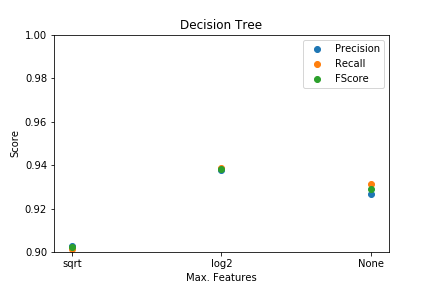 Decision Tree
Precision
Recall
FScore
1.00
0.98
0.96
0.94
0.92
0.90
Score
sqrt
log2
None
Max. Features